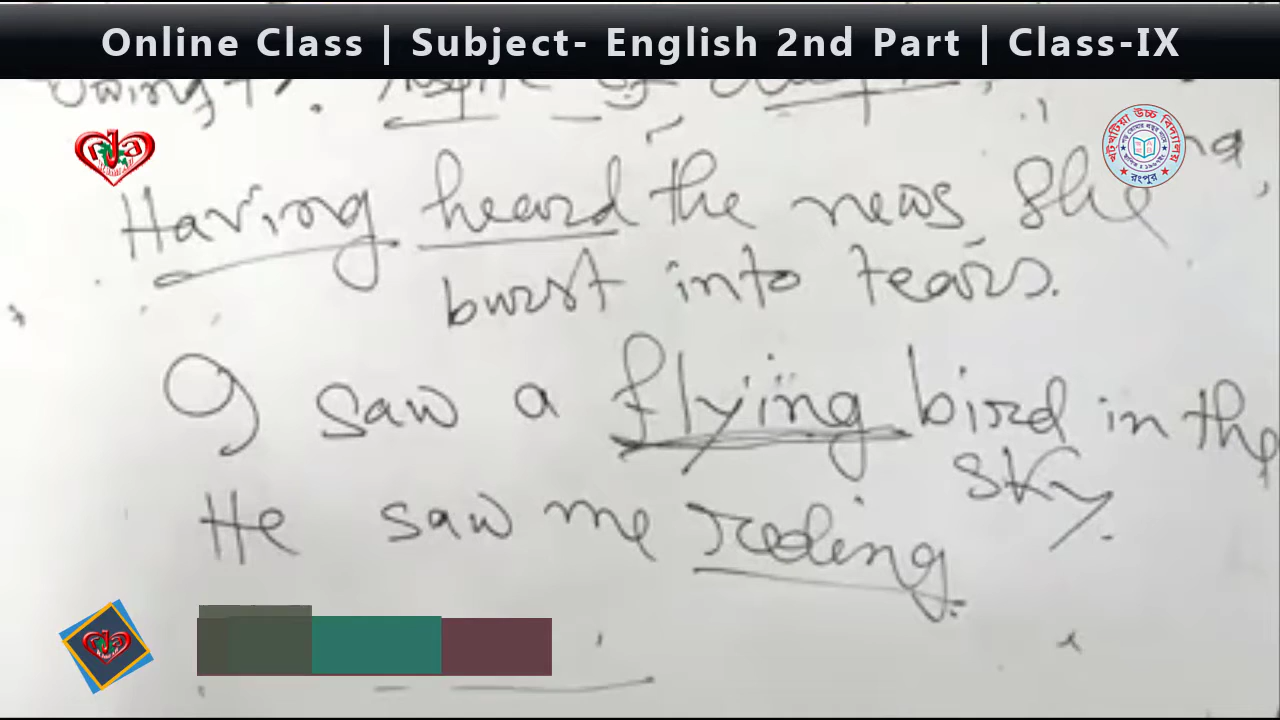 Online Class | Subject- English 2nd Part | Class-IX
Having heard the news she
burst into tears.
I saw a flying bird in the
sky.
He saw me reding.
রংপুর